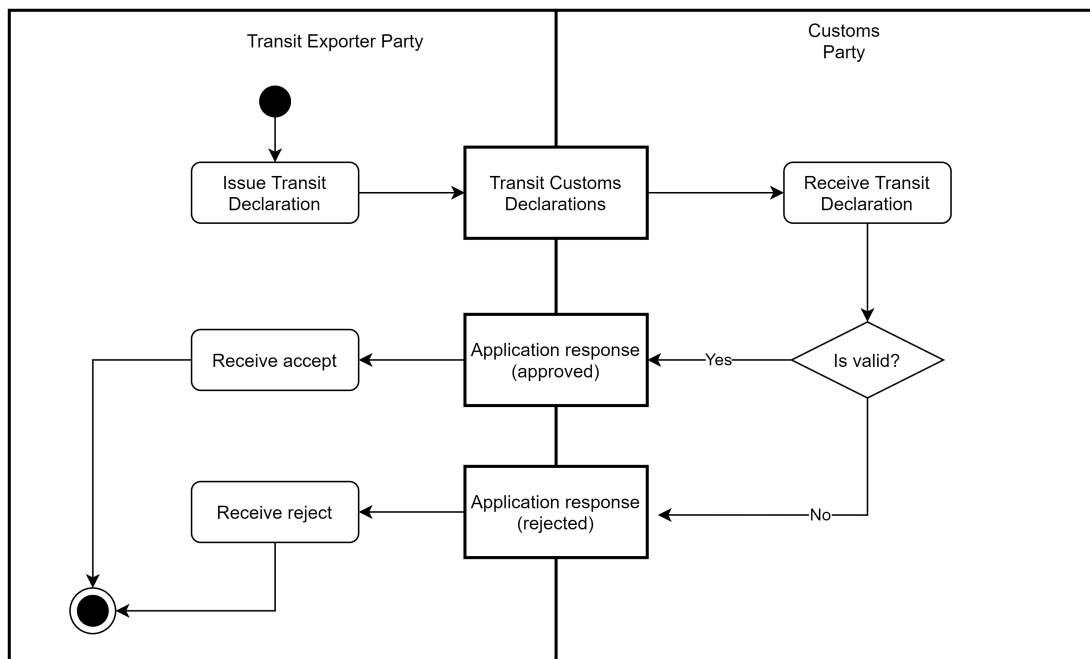 Transit Exporter Party
Customs
Party
Issue Transit
Declaration
Transit Customs
Declarations
Receive Transit
Declaration
Receive accept
Application response
(approved)
Yes
Is valid?
Receive reject
Application response
(rejected)
No